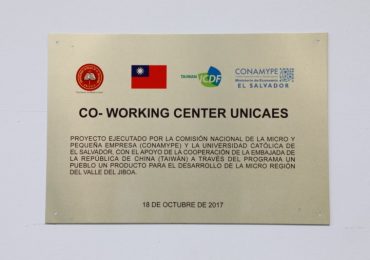 TAIWAN ICDF
CONAMYPE
EL SALVADOR
CO- WORKING CENTER UNICAES
PROYECTO EJECUTADO POR LA COMISIÓN NACIONAL DE LA MICRO Y
PEQUEÑA EMPRESA (CONAMYPE) Y LA UNIVERSIDAD CATÓLICA DE
EL SALVADOR, CON EL APOYO DE LA COOPERACIÓN DE LA EMBAJADA DE
LA REPÚBLICA DE CHINA (TAIWÁN) A TRAVÉS DEL PROGRAMA UN
PUEBLO UN PRODUCTO PARA EL DESARROLLO DE LA MICRO REGIÓN
DEL VALLE DEL JIBOA.
18 DE OCTUBRE DE 2017